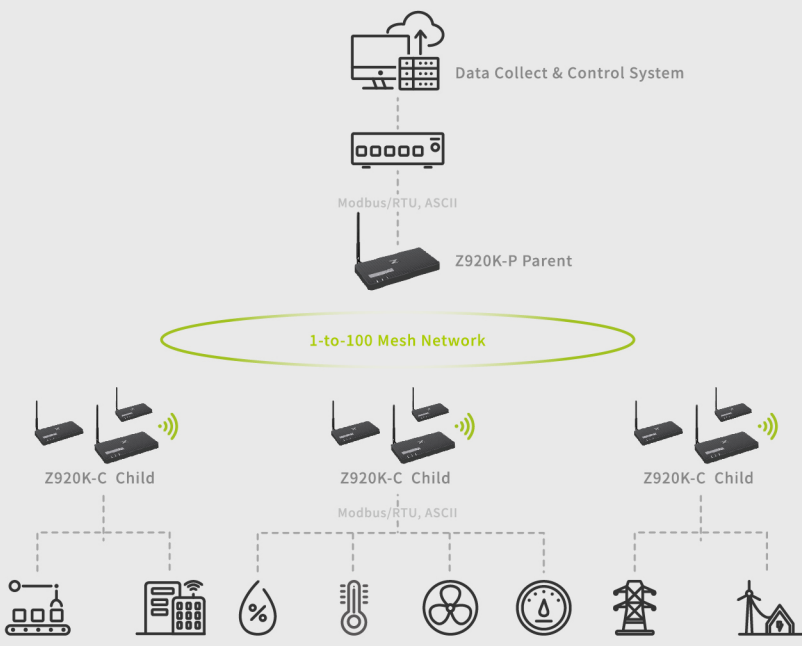 Data Collect & Control System
Modbus/RTU, ASCII
Z920K-P Parent
1-to-100 Mesh Network
Z920K-C Child
Z920K-C Child
Z920K-C Child
Modbus/RTU, ASCII
%